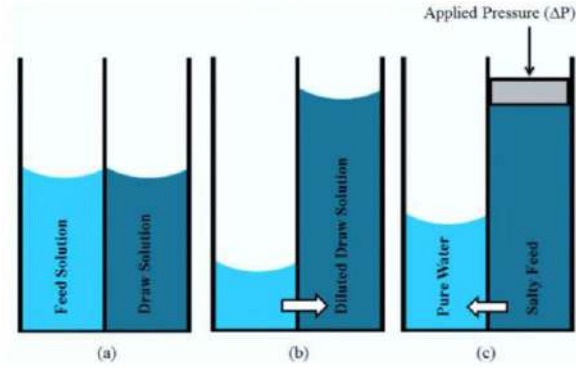 Applied Pressure (ΔP)
Feed Solution
Draw Solution
Diluted Draw Solution
Pure Water
Salty Feed
(a)
(b)
(c)